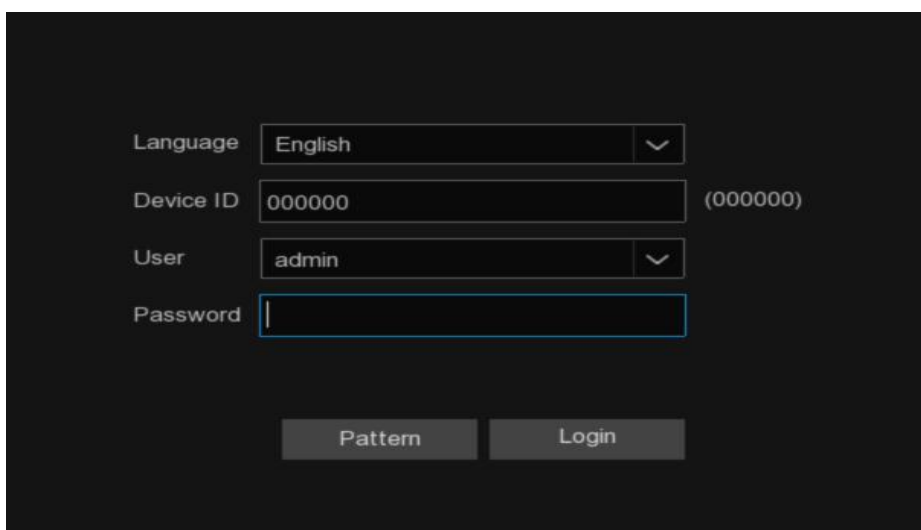 Language English
Device ID 000000 (000000)
User admin
Password
Pattern Login